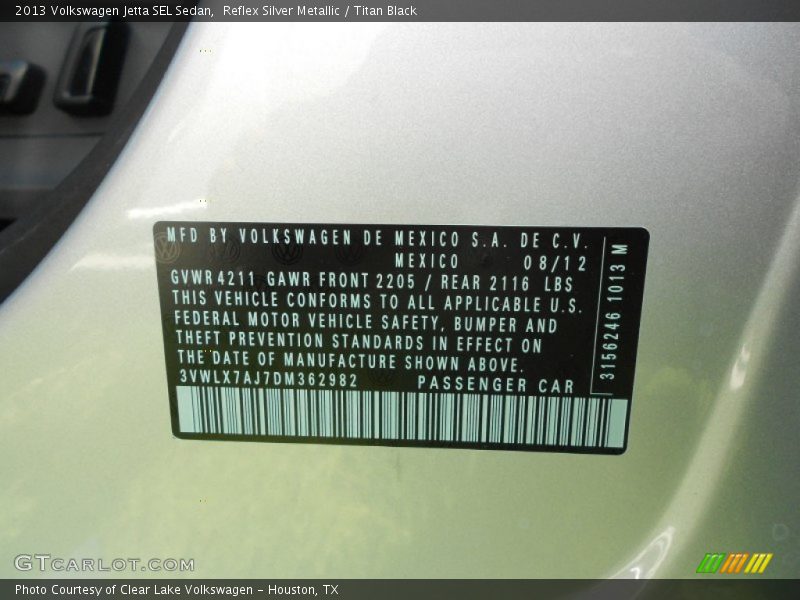 2013 Volkswagen Jetta SEL Sedan,  Reflex Silver Metallic / Titan Black
MFD BY VOLKSWAGEN DE MEXICO S.A. DE C.V.
MEXICO 08/12
GVWR 4211 GAWR FRONT 2205 / REAR 2116 LBS
THIS VEHICLE CONFORMS TO ALL APPLICABLE U.S.
FEDERAL MOTOR VEHICLE SAFETY, BUMPER AND
THEFT PREVENTION STANDARDS IN EFFECT ON
THE DATE OF MANUFACTURE SHOWN ABOVE.
3VWLX7AJ7DM362982 PASSENGER CAR
3156246 1013 M
GTCARLOT.COM
Photo Courtesy of Clear Lake Volkswagen - Houston, TX